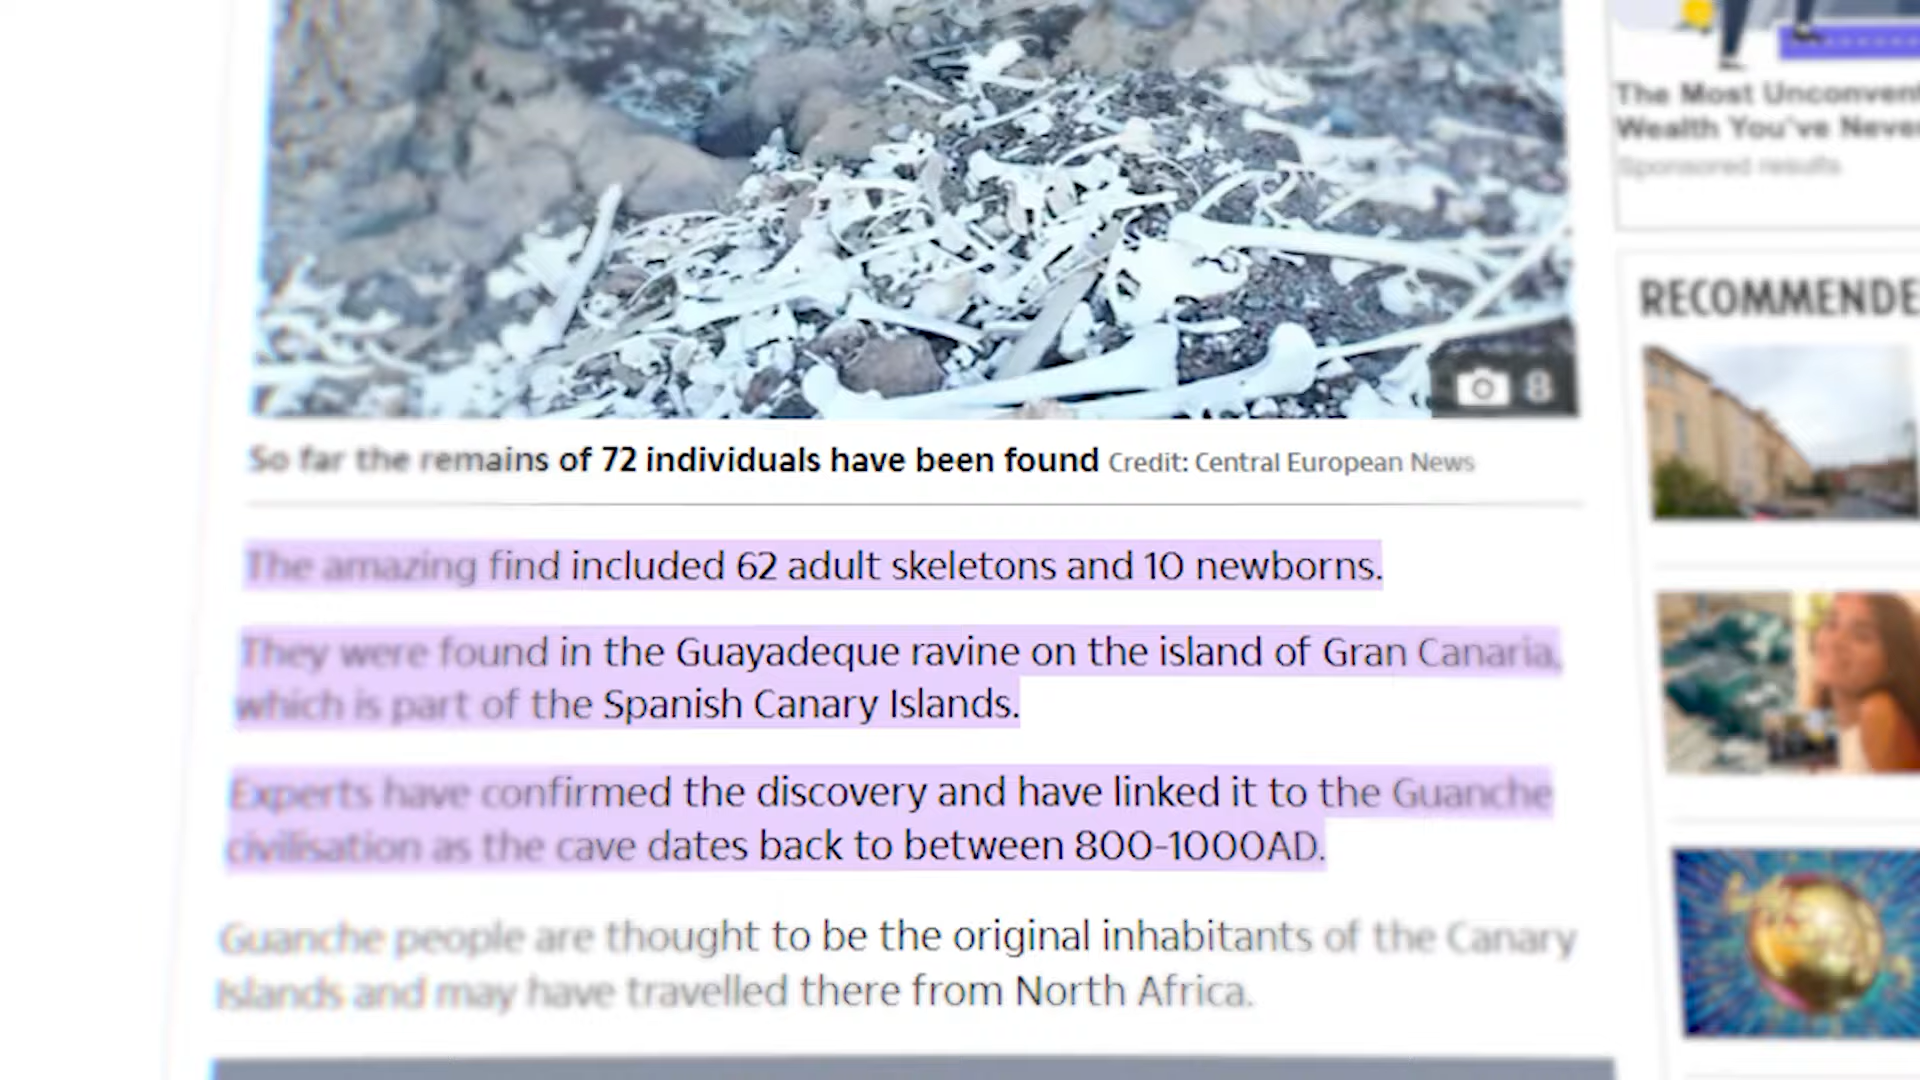 The Most Unconvent
Wealth You've Never
Sponsored results
RECOMMENDE
8
So far the remains of 72 individuals have been found Credit: Central European News
The amazing find included 62 adult skeletons and 10 newborns.
They were found in the Guayadeque ravine on the island of Gran Canaria,
which is part of the Spanish Canary Islands.
Experts have confirmed the discovery and have linked it to the Guanche
civilisation as the cave dates back to between 800-1000AD.
Guanche people are thought to be the original inhabitants of the Canary
Islands and may have travelled there from North Africa.